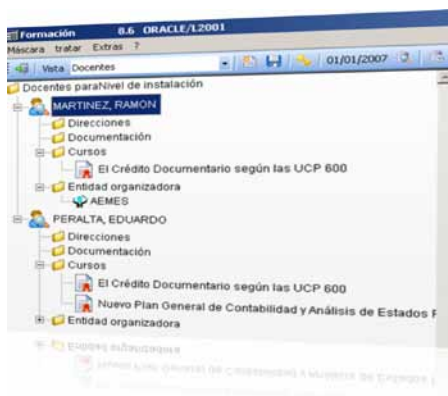 Formación 8.6 ORACLE/L2001
Máscara tratar Extras ?
Vista Docentes 01/01/2007
Docentes paraNivel de instalación
MARTINEZ, RAMON
Direcciones
Documentación
Cursos
El Crédito Documentario según las UCP 600
Entidad organizadora
AEMES
PERALTA, EDUARDO
Direcciones
Documentación
Cursos
El Crédito Documentario según las UCP 600
Nuevo Plan General de Contabilidad y Análisis de Estados F
Entidad organizadora